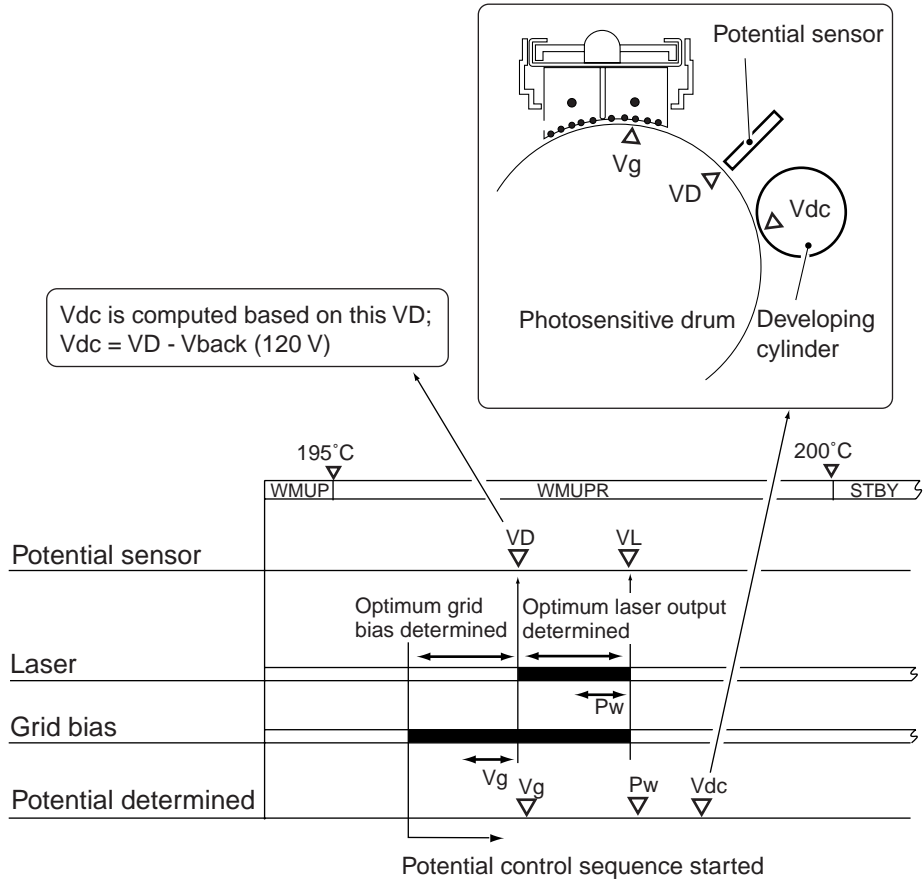 Potential sensor
Vg
VD
Vdc
Photosensitive drum
Developing
cylinder
Vdc is computed based on this VD;
Vdc = VD - Vback (120 V)
195˚C
200˚C
WMUP
WMUPR
STBY
VD
VL
Potential sensor
Optimum grid
bias determined
Optimum laser output
determined
Laser
Pw
Grid bias
Vg
Vg
Pw
Vdc
Potential determined
Potential control sequence started